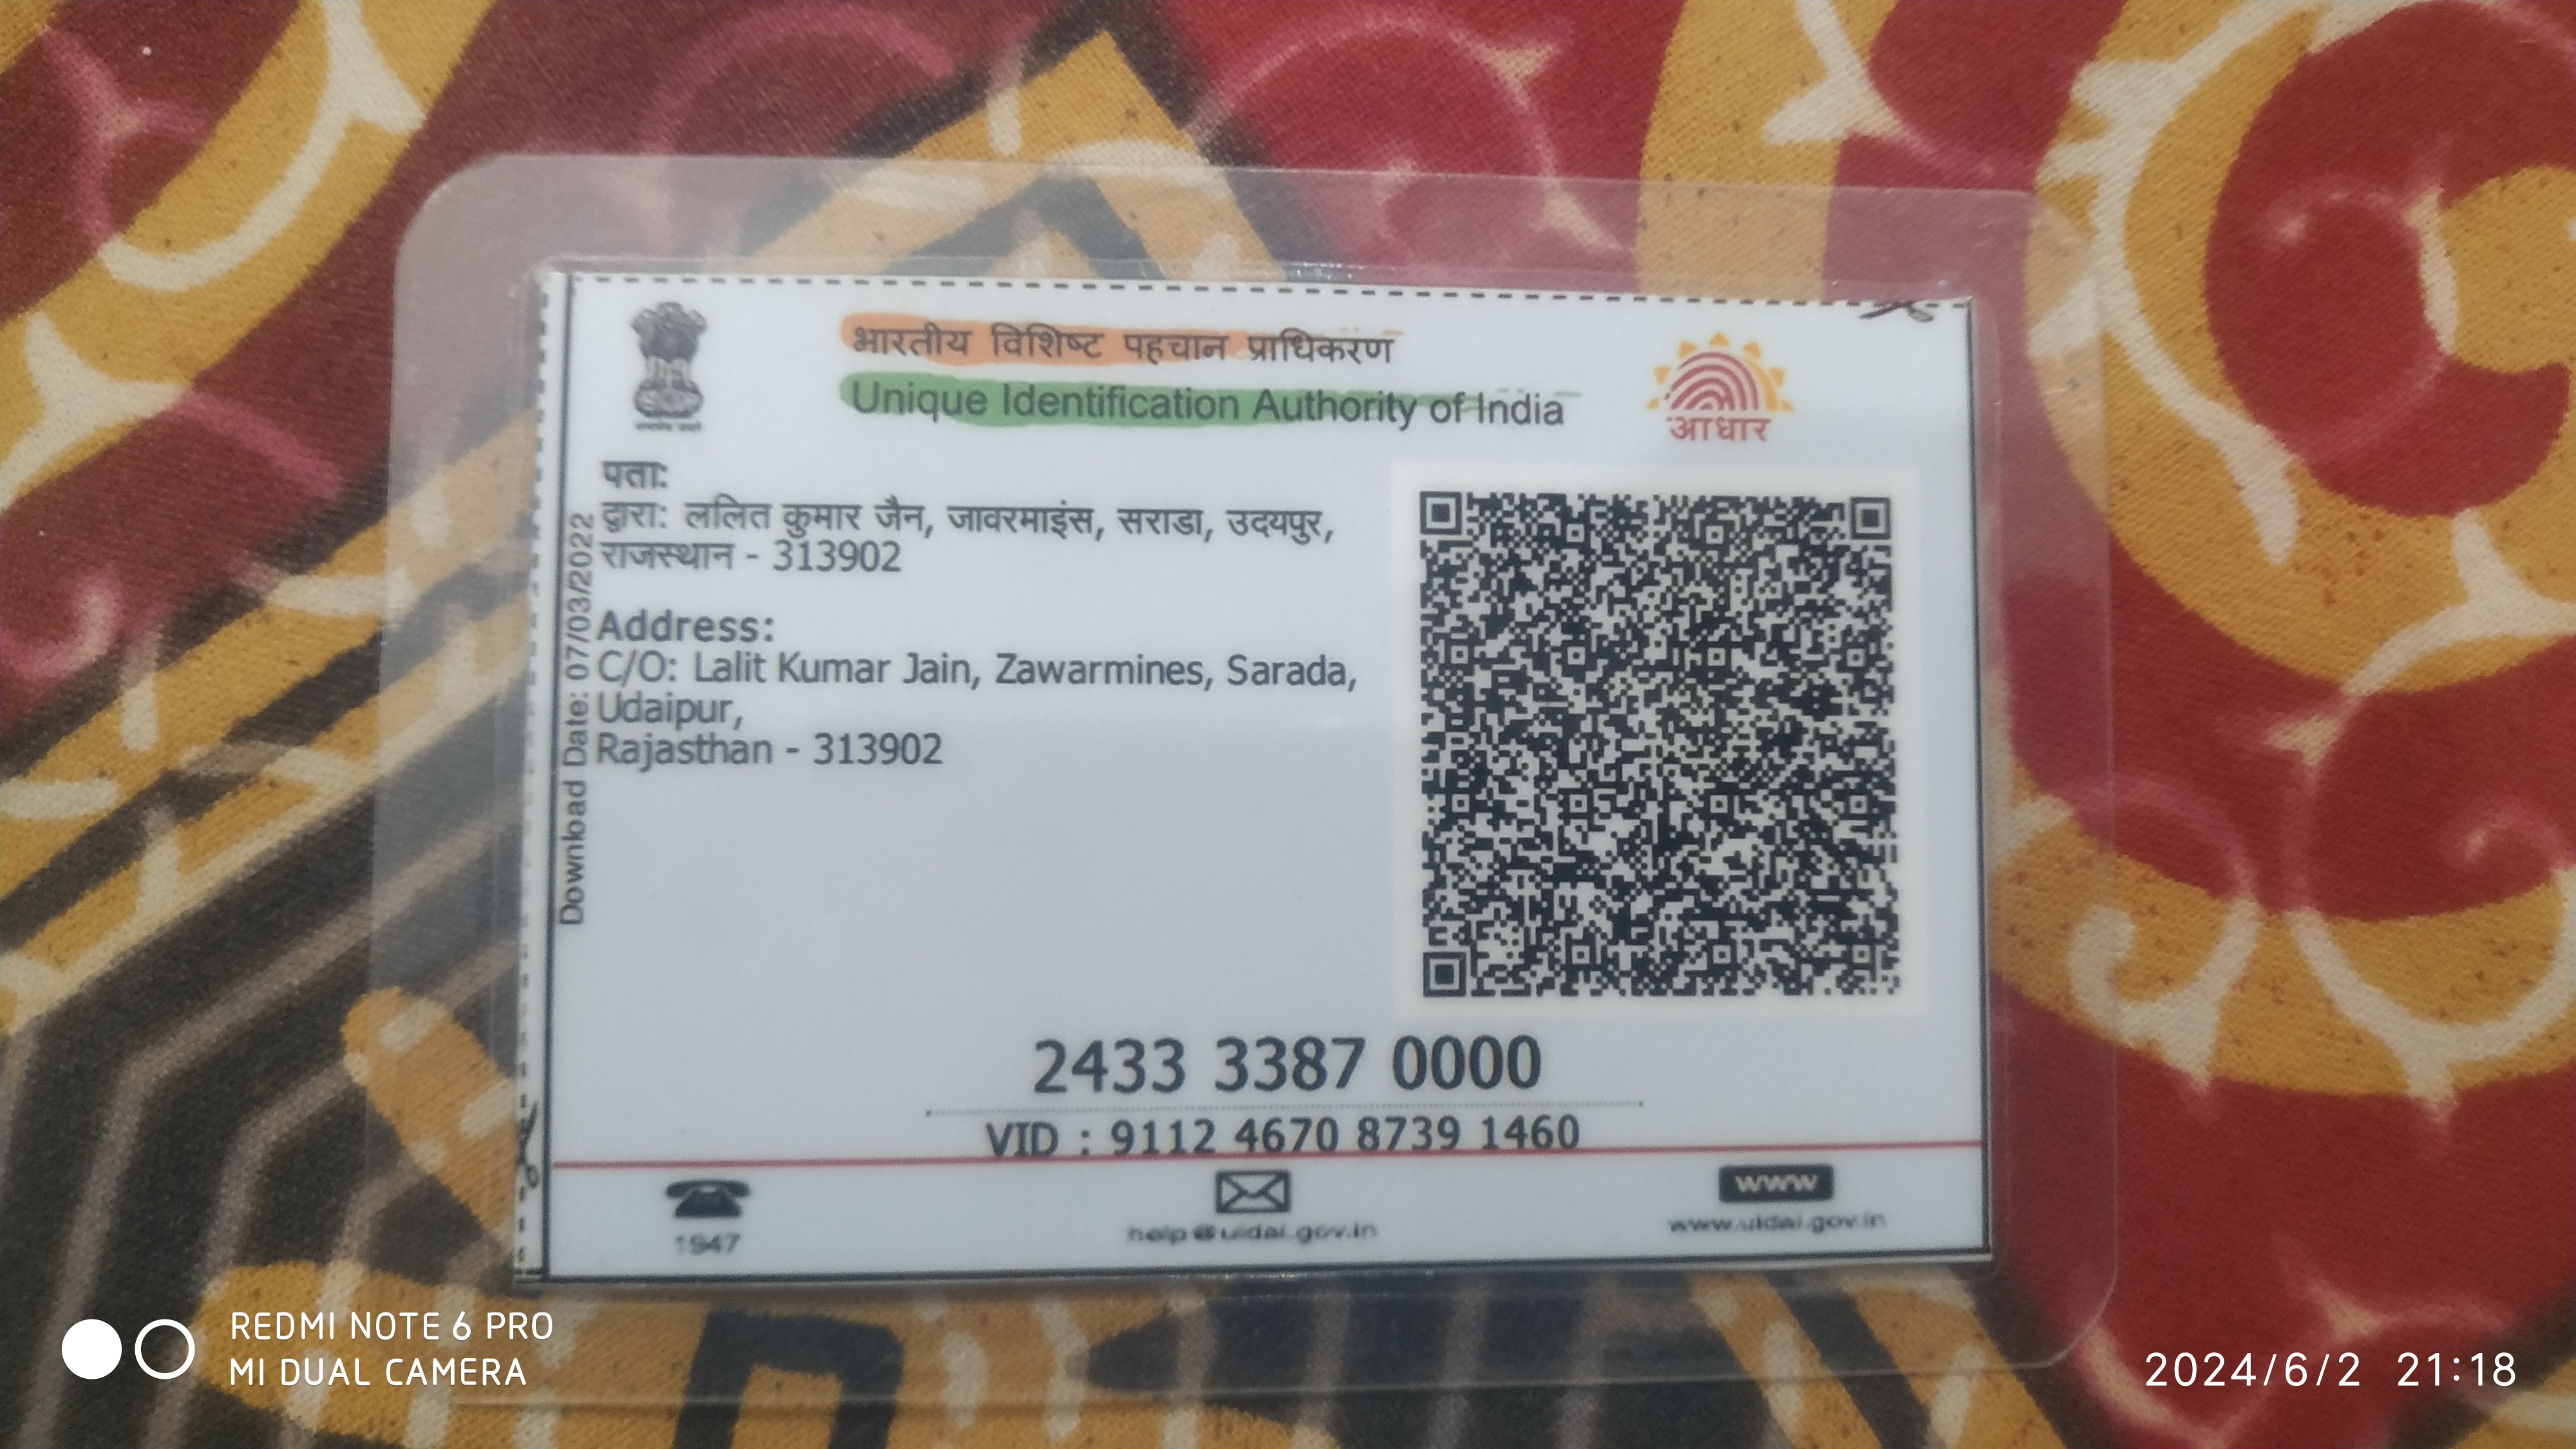 भारतीय विशिष्ट पहचान प्राधिकरण
Unique Identification Authority of India
आधार
पता:
द्वारा: ललित कुमार जैन, जावरमाइंस, सराडा, उदयपुर,
राजस्थान - 313902
Address:
C/O: Lalit Kumar Jain, Zawarmines, Sarada,
Udaipur,
Rajasthan - 313902
Download Date: 07/03/2022
2433 3387 0000
VID : 9112 4670 8739 1460
1947
help@uidai.gov.in
www
www.uidai.gov.in
REDMI NOTE 6 PRO
MI DUAL CAMERA
2024/6/2 21:18